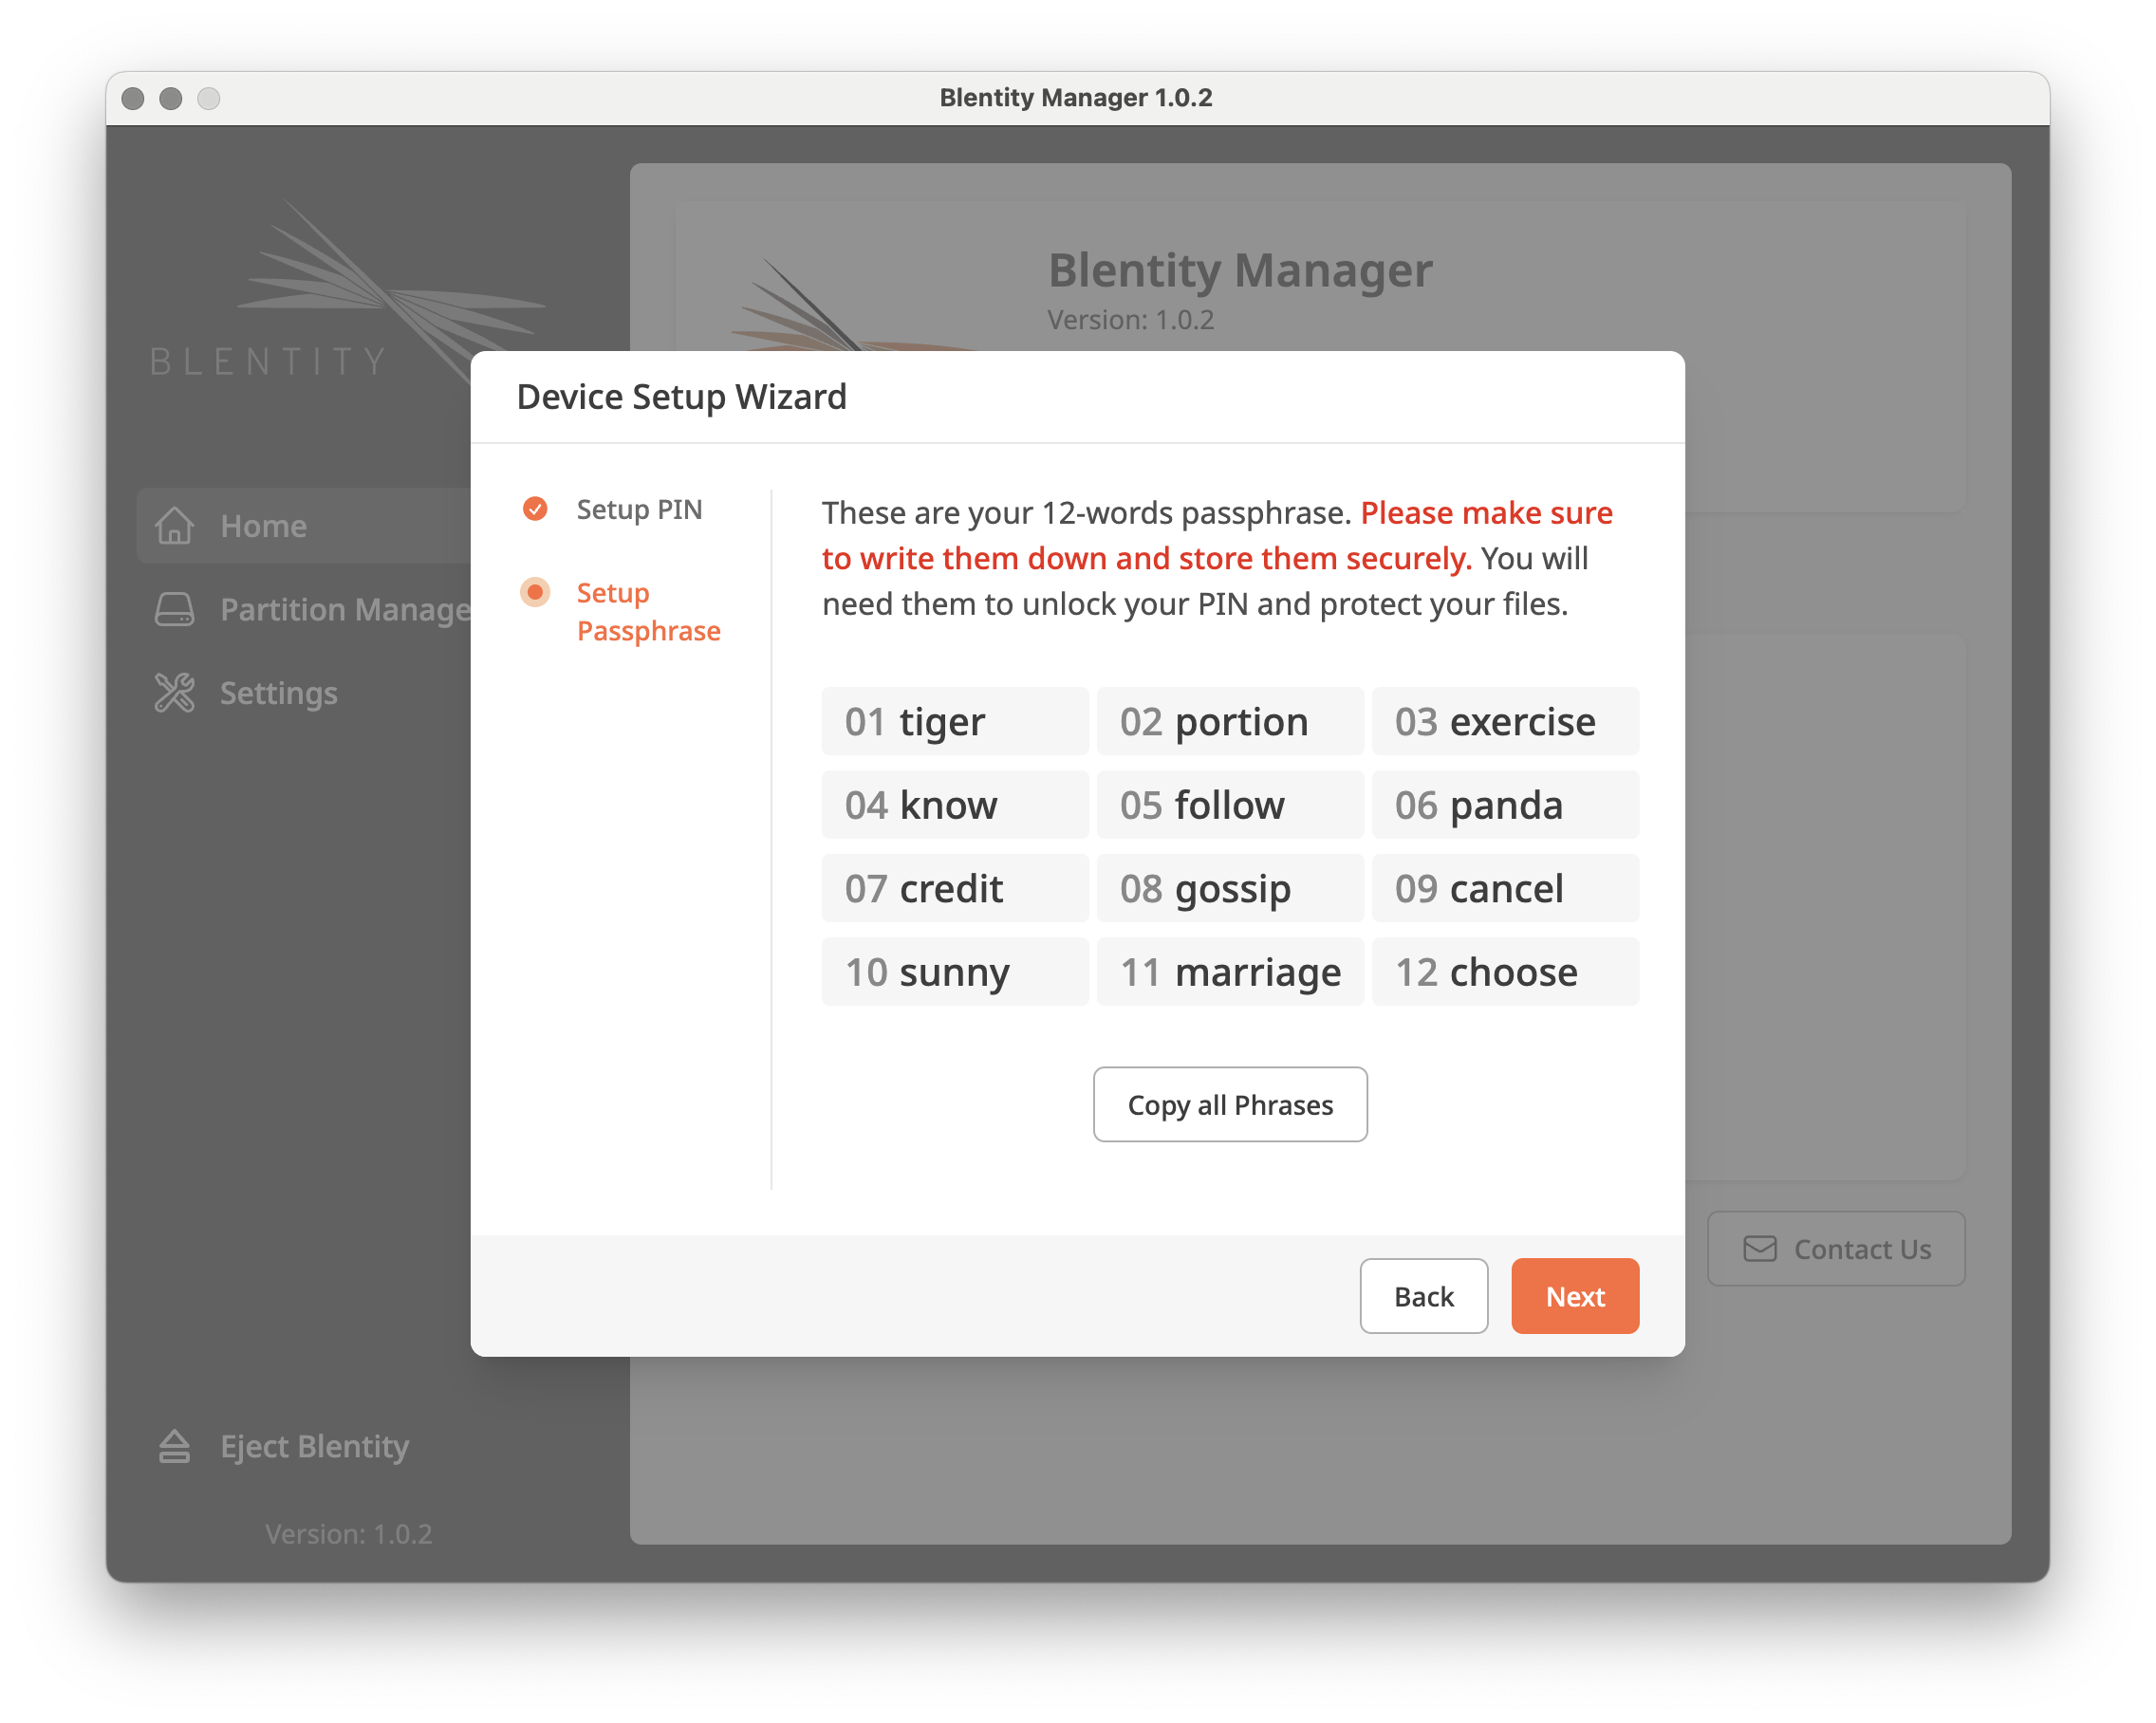 Blentity Manager 1.0.2
BLENTITY
Home
Partition Manage
Settings
Eject Blentity
Version: 1.0.2
Blentity Manager
Version: 1.0.2
Device Setup Wizard
Setup PIN
Setup
Passphrase
These are your 12-words passphrase. Please make sure
to write them down and store them securely. You will
need them to unlock your PIN and protect your files.
01 tiger 02 portion 03 exercise
04 know 05 follow 06 panda
07 credit 08 gossip 09 cancel
10 sunny 11 marriage 12 choose
Copy all Phrases
Back Next
Contact Us